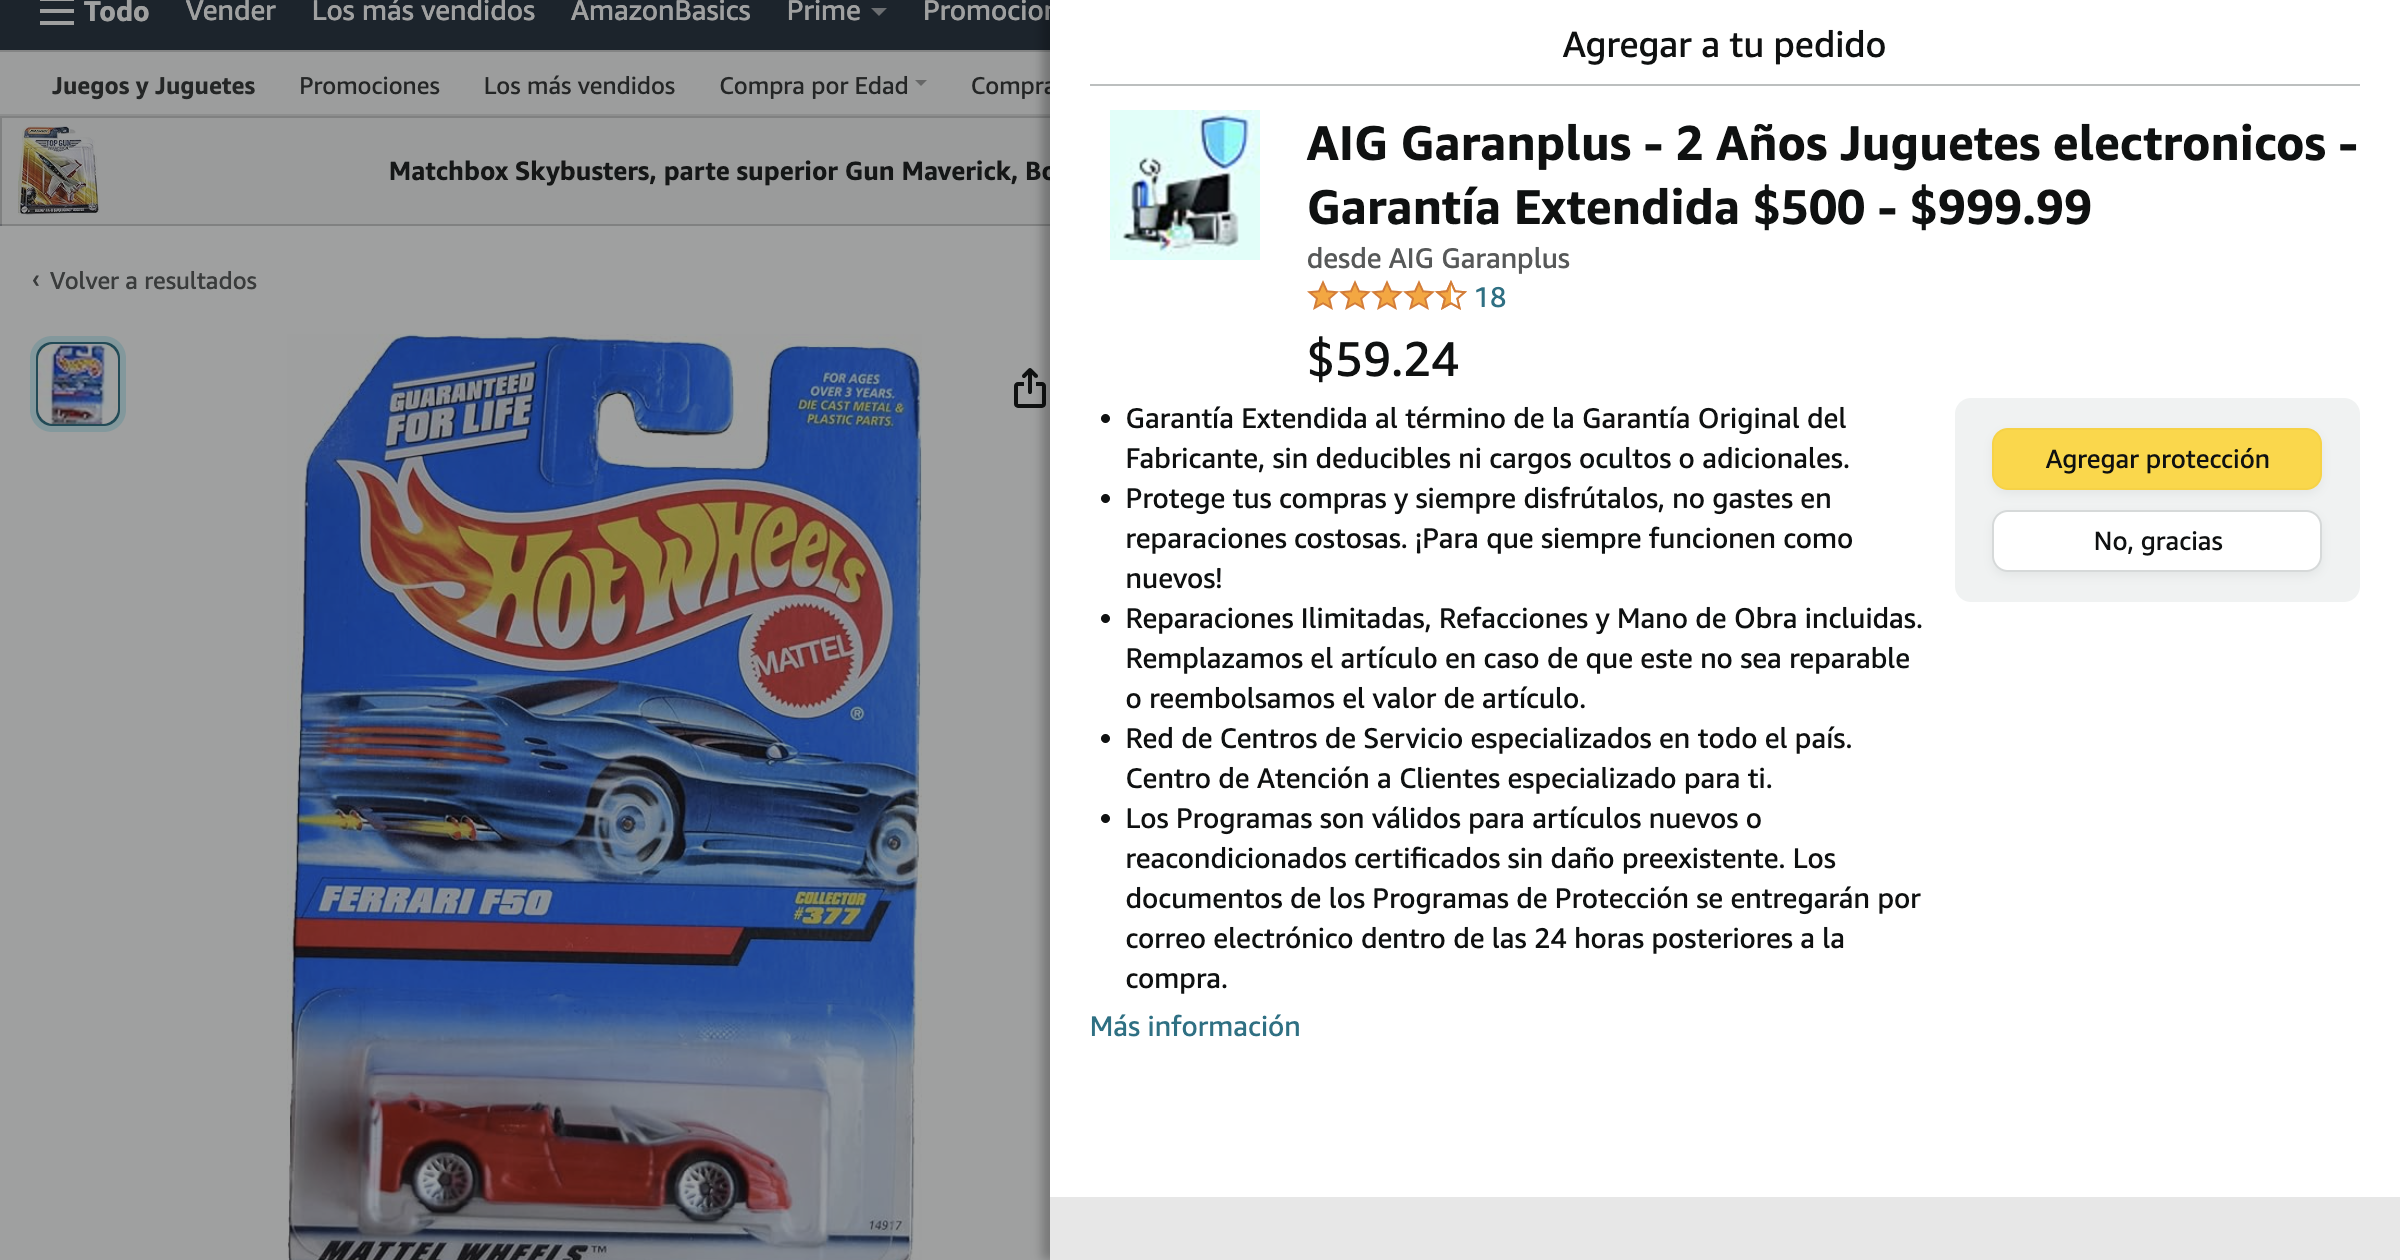 Todo Vender Los más vendidos AmazonBasics Prime
Juegos y Juguetes Promociones Los más vendidos Compra por Edad
TOP GUN
Matchbox Skybusters, parte superior Gun Maverick,
‹ Volver a resultados
GUARANTEED
FOR LIFE
FOR AGES
OVER 3 YEARS.
DIE CAST METAL &
PLASTIC PARTS.
Hot Wheels
MATTEL
®
FERRARI F50
COLLECTOR
#377
14917
MATTEL WHEELS™
Agregar a tu pedido
AIG Garanplus - 2 Años Juguetes electronicos -
Garantía Extendida $500 - $999.99
desde AIG Garanplus
18
$59.24
• Garantía Extendida al término de la Garantía Original del
Fabricante, sin deducibles ni cargos ocultos o adicionales.
• Protege tus compras y siempre disfrútalos, no gastes en
reparaciones costosas. ¡Para que siempre funcionen como
nuevos!
• Reparaciones Ilimitadas, Refacciones y Mano de Obra incluidas.
Remplazamos el artículo en caso de que este no sea reparable
o reembolsamos el valor de artículo.
• Red de Centros de Servicio especializados en todo el país.
Centro de Atención a Clientes especializado para ti.
• Los Programas son válidos para artículos nuevos o
reacondicionados certificados sin daño preexistente. Los
documentos de los Programas de Protección se entregarán por
correo electrónico dentro de las 24 horas posteriores a la
compra.
Más información
Agregar protección
No, gracias